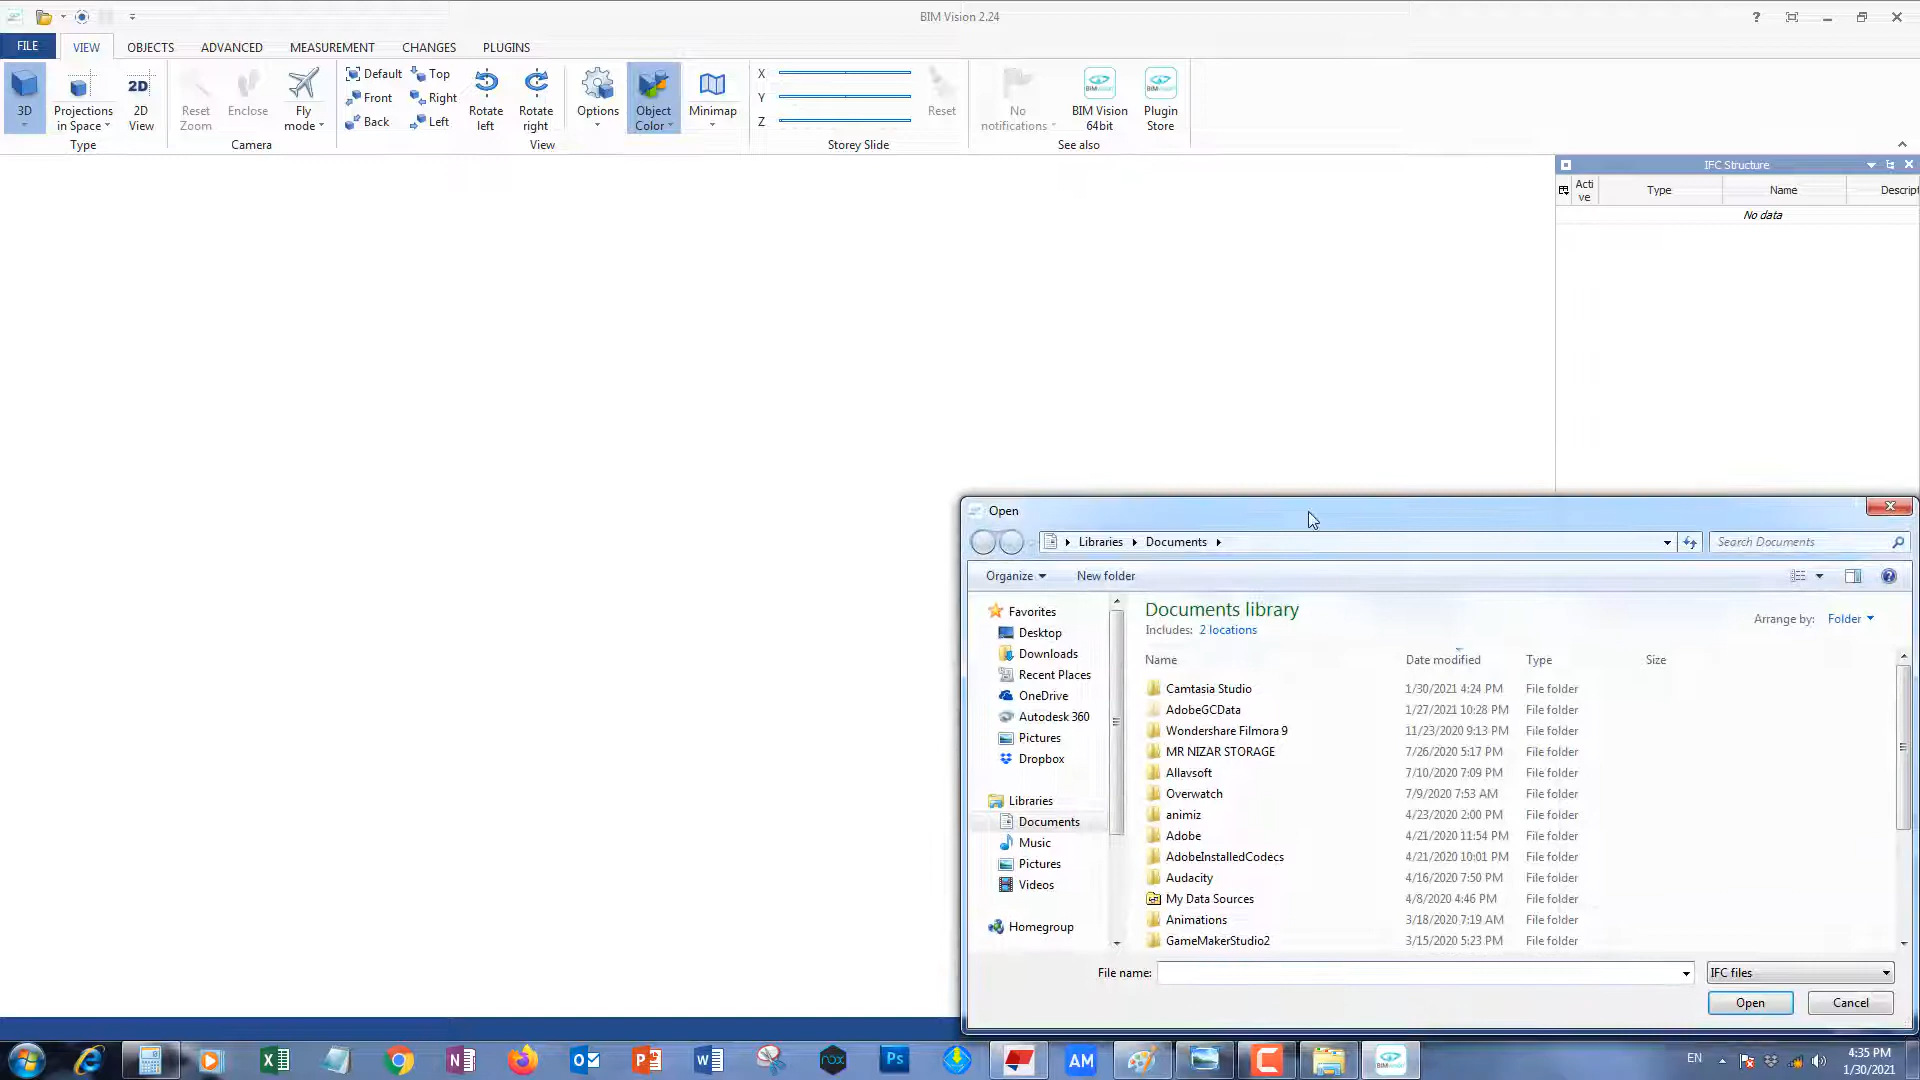 BIM Vision 2.24
FILE VIEW OBJECTS ADVANCED MEASUREMENT CHANGES PLUGINS
3D
Projections in Space
2D
2D View
Reset Zoom
Enclose
Fly mode
Default
Front
Back
Top
Right
Left
Rotate left
Rotate right
Options
Object Color
Minimap
X
Y
Z
Reset
No notifications
BIM Vision 64bit
Plugin Store
Type Camera View Storey Slide See also
IFC Structure
Active Type Name Descript
No data
Open
Libraries Documents
Search Documents
Organize New folder
Favorites
Desktop
Downloads
Recent Places
OneDrive
Autodesk 360
Pictures
Dropbox
Libraries
Documents
Music
Pictures
Videos
Homegroup
Documents library
Includes: 2 locations
Arrange by: Folder
Name Date modified Type Size
Camtasia Studio 1/30/2021 4:24 PM File folder
AdobeGCData 1/27/2021 10:28 PM File folder
Wondershare Filmora 9 11/23/2020 9:13 PM File folder
MR NIZAR STORAGE 7/26/2020 5:17 PM File folder
Allavsoft 7/10/2020 7:09 PM File folder
Overwatch 7/9/2020 7:53 AM File folder
animiz 4/23/2020 2:00 PM File folder
Adobe 4/21/2020 11:54 PM File folder
AdobeInstalledCodecs 4/21/2020 10:01 PM File folder
Audacity 4/16/2020 7:50 PM File folder
My Data Sources 4/8/2020 4:46 PM File folder
Animations 3/18/2020 7:19 AM File folder
GameMakerStudio2 3/15/2020 5:23 PM File folder
File name:
IFC files
Open Cancel
nox
Ps
AM
EN
4:35 PM
1/30/2021